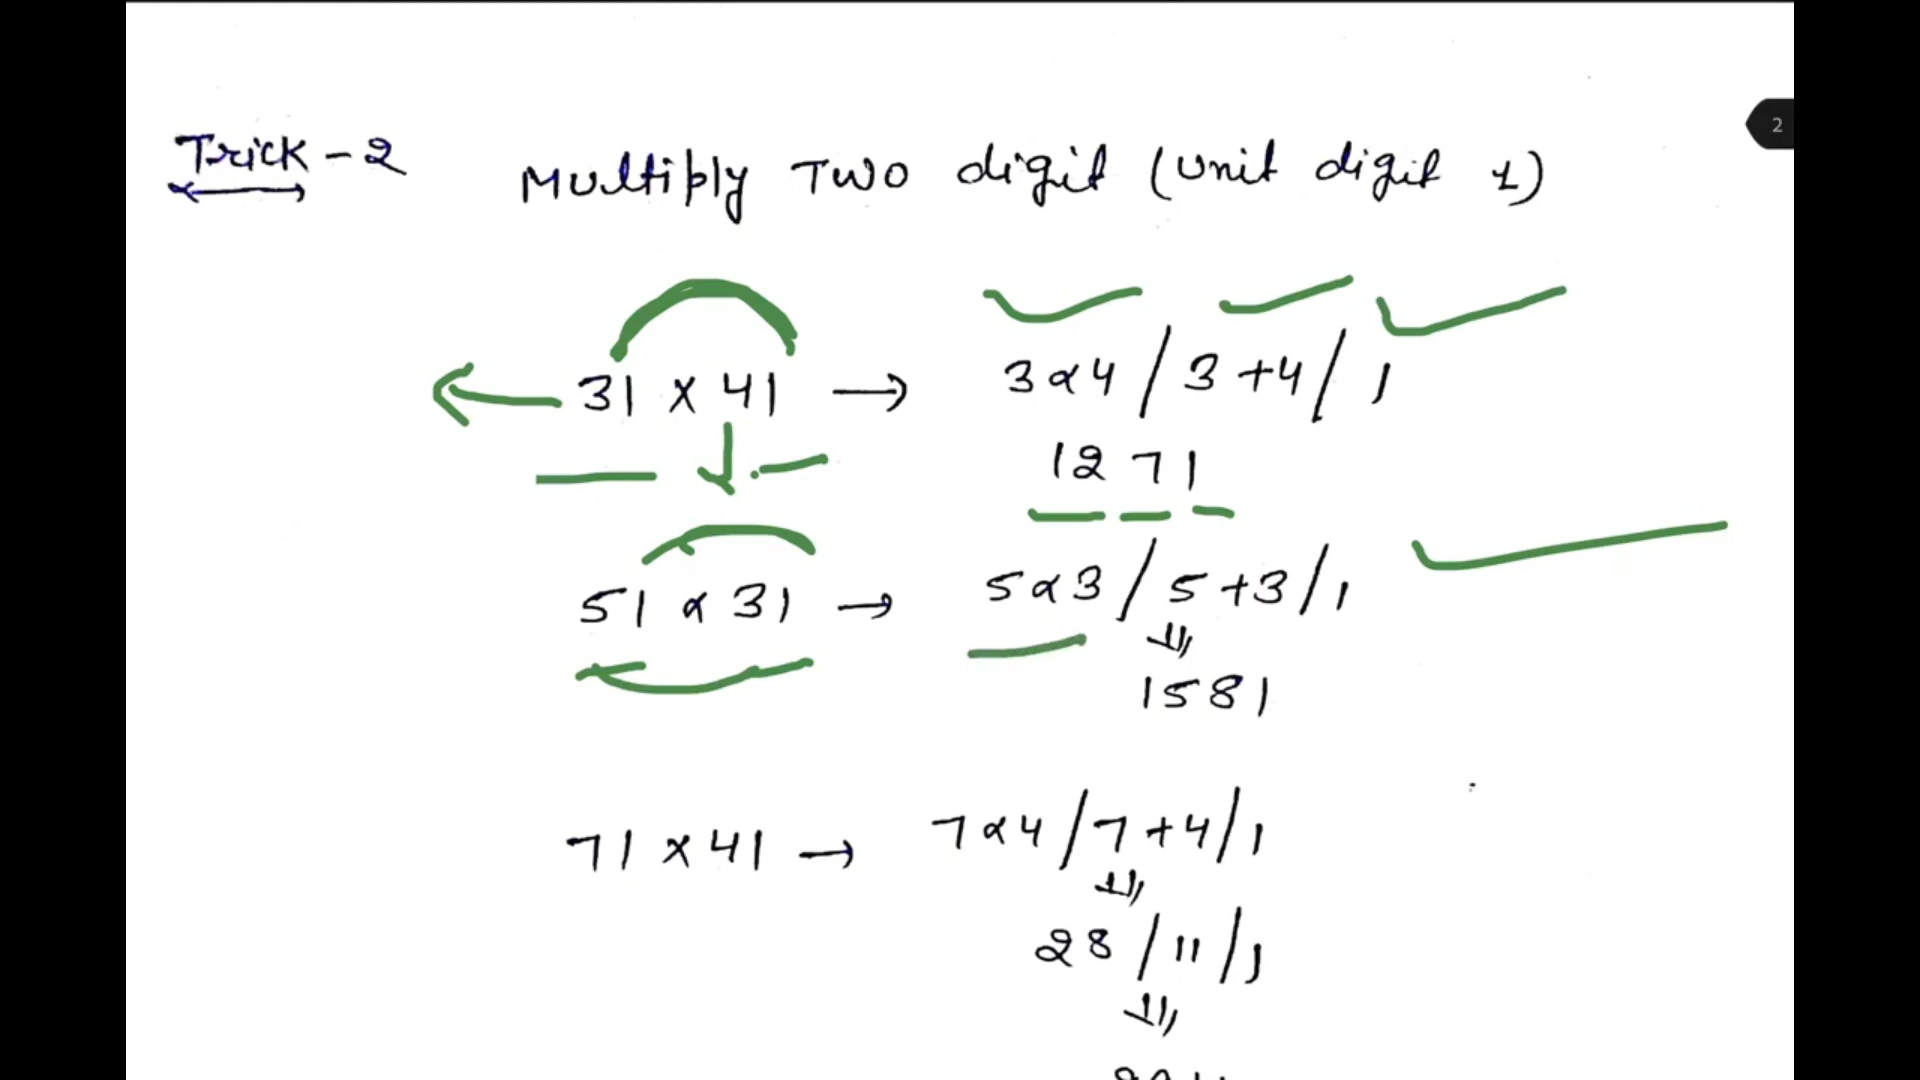 Trick-2
Multiply Two digit (unit digit 1)
2
31 x 41 → 3x4 / 3+4 / 1
1271
51 x 31 → 5x3 / 5+3 / 1
1581
71 x 41 → 7x4 / 7+4 / 1
28 / 11 / 1